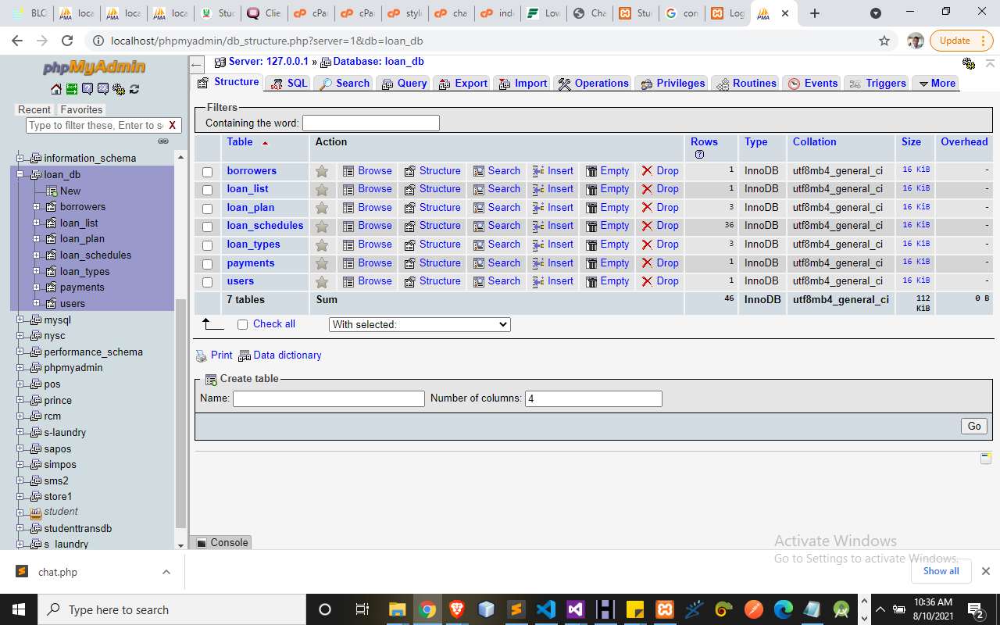 BLC
loca
loca
loca
Stuc
Clie
cPar
cPar
style
cha
inde
Low
Cha
Stuc
con
Log
localhost/phpmyadmin/db_structure.php?server=1&db=loan_db
Update
phpMyAdmin
Recent Favorites
Type to filter these, Enter to se X
information_schema
loan_db
New
borrowers
loan_list
loan_plan
loan_schedules
loan_types
payments
users
mysql
nysc
performance_schema
phpmyadmin
pos
prince
rcm
s-laundry
sapos
simpos
sms2
store1
student
studenttransdb
s_laundry
Server: 127.0.0.1 » Database: loan_db
Structure SQL Search Query Export Import Operations Privileges Routines Events Triggers More
Filters
Containing the word:
Table Action Rows Type Collation Size Overhead
borrowers Browse Structure Search Insert Empty Drop 1 InnoDB utf8mb4_general_ci 16 KiB -
loan_list Browse Structure Search Insert Empty Drop 1 InnoDB utf8mb4_general_ci 16 KiB -
loan_plan Browse Structure Search Insert Empty Drop 3 InnoDB utf8mb4_general_ci 16 KiB -
loan_schedules Browse Structure Search Insert Empty Drop 36 InnoDB utf8mb4_general_ci 16 KiB -
loan_types Browse Structure Search Insert Empty Drop 3 InnoDB utf8mb4_general_ci 16 KiB -
payments Browse Structure Search Insert Empty Drop 1 InnoDB utf8mb4_general_ci 16 KiB -
users Browse Structure Search Insert Empty Drop 1 InnoDB utf8mb4_general_ci 16 KiB -
7 tables Sum 46 InnoDB utf8mb4_general_ci 112 KiB 0 B
Check all With selected:
Print Data dictionary
Create table
Name: Number of columns: 4
Go
Console
Activate Windows
Go to Settings to activate Windows.
chat.php
Show all
Type here to search
10:36 AM
8/10/2021
2